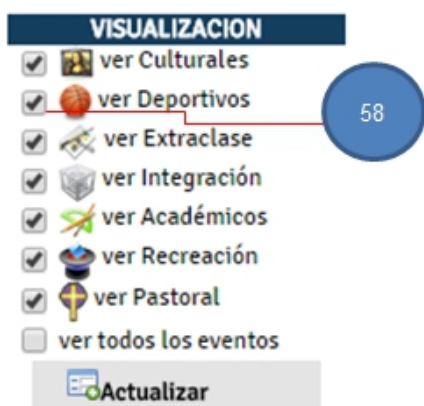 VISUALIZACION
ver Culturales
ver Deportivos
58
ver Extraclase
ver Integración
ver Académicos
ver Recreación
ver Pastoral
ver todos los eventos
Actualizar